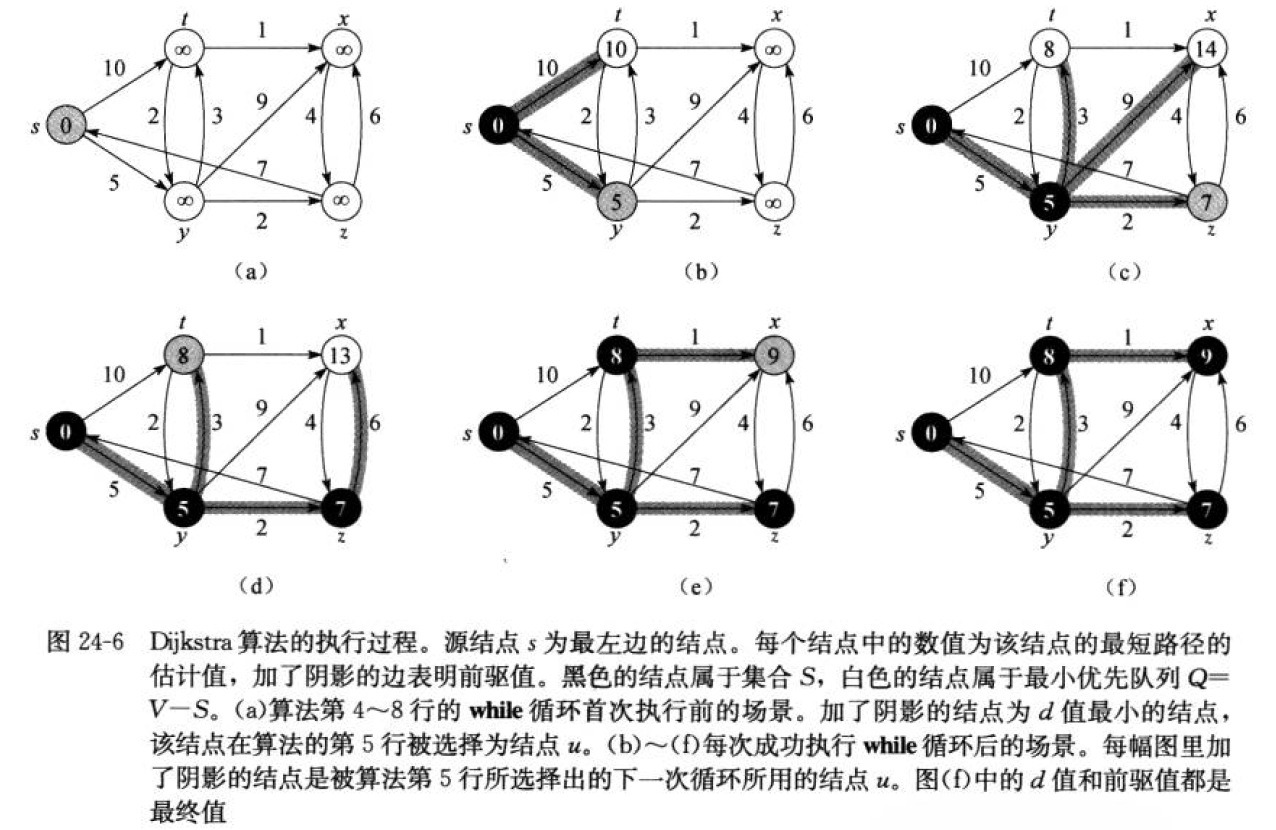 t x t x t x
1 1 1
∞ ∞ 10 ∞ 8 14
10 10 10
9 9 9
s 0 2 3 4 6 s 0 2 3 4 6 s 0 2 3 4 6
7 7 7
5 5 5
∞ ∞ 5 ∞ 5 7
2 2 2
y z y z y z
(a) (b) (c)
t x t x t x
1 1 1
8 13 8 9 8 9
10 10 10
9 9 9
2 3 4 6 2 3 4 6 2 3 4 6
s 0 s 0 s 0
7 7 7
5 5 5
5 7 5 7 5 7
2 2 2
y z y z y z
(d) (e) (f)
图 24-6 Dijkstra 算法的执行过程。源结点 s 为最左边的结点。每个结点中的数值为该结点的最短路径的
估计值，加了阴影的边表明前驱值。黑色的结点属于集合 S，白色的结点属于最小优先队列 Q=
V-S。(a)算法第 4～8 行的 while 循环首次执行前的场景。加了阴影的结点为 d 值最小的结点，
该结点在算法的第 5 行被选择为结点 u。(b)～(f)每次成功执行 while 循环后的场景。每幅图里加
了阴影的结点是被算法第 5 行所选择出的下一次循环所用的结点 u。图(f)中的 d 值和前驱值都是
最终值